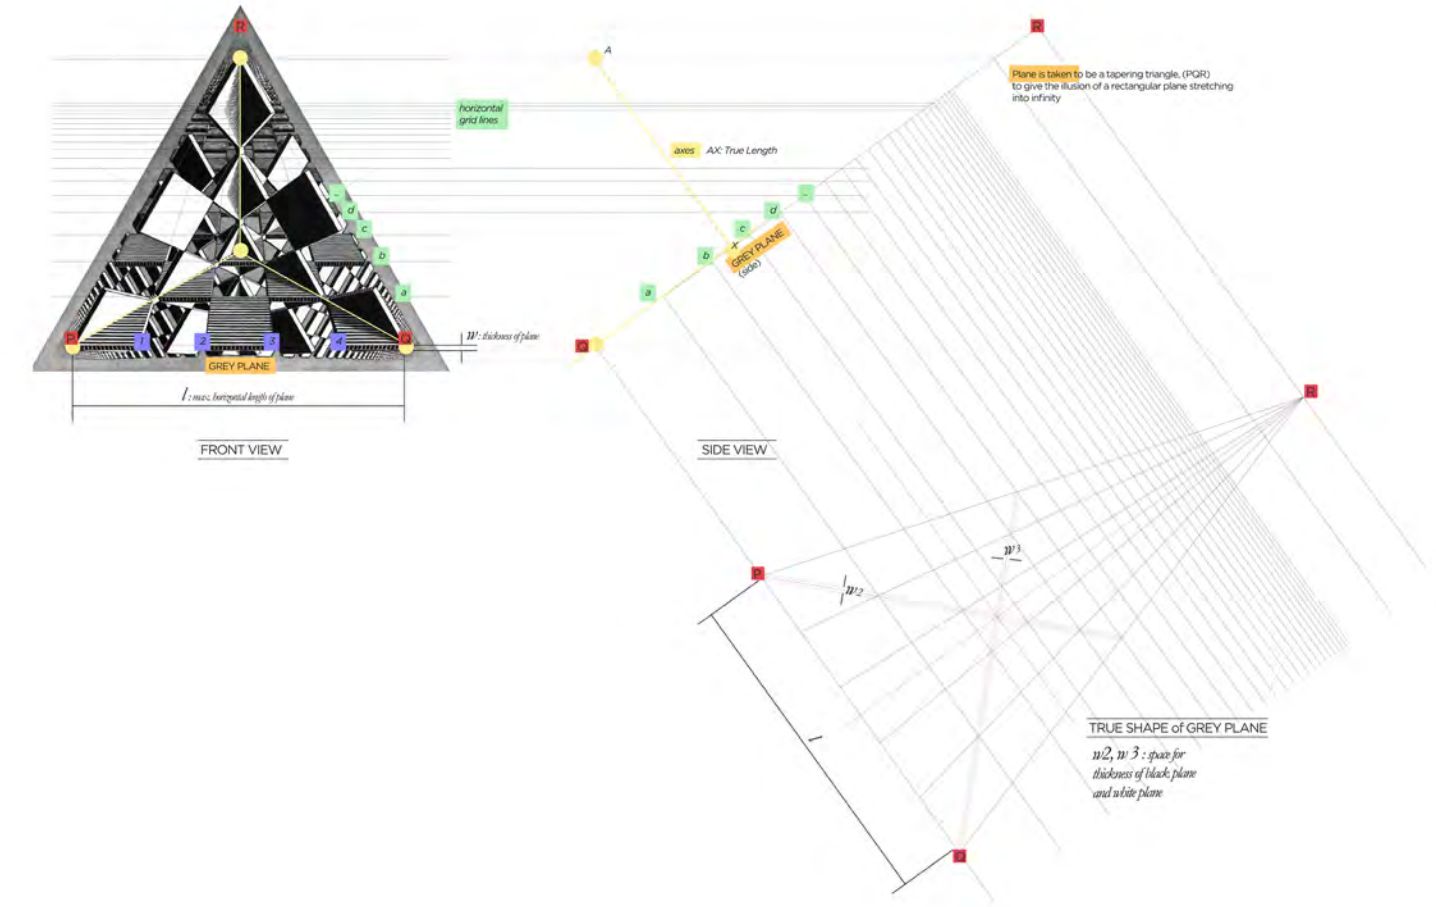 R
R
A
Plane is taken to be a tapering triangle, (PQR)
to give the illusion of a rectangular plane stretching
into infinity
horizontal
grid lines
axes AX: True Length
-
d
c
b
a
-
d
c
X
b
a
GREY PLANE
(side)
P
1
2
3
4
Q
w : thickness of plane
Q
GREY PLANE
l : max. horizontal length of plane
R
FRONT VIEW
SIDE VIEW
w3
P
w2
l
TRUE SHAPE of GREY PLANE
w2, w 3 : space for
thickness of black plane
and white plane
Q